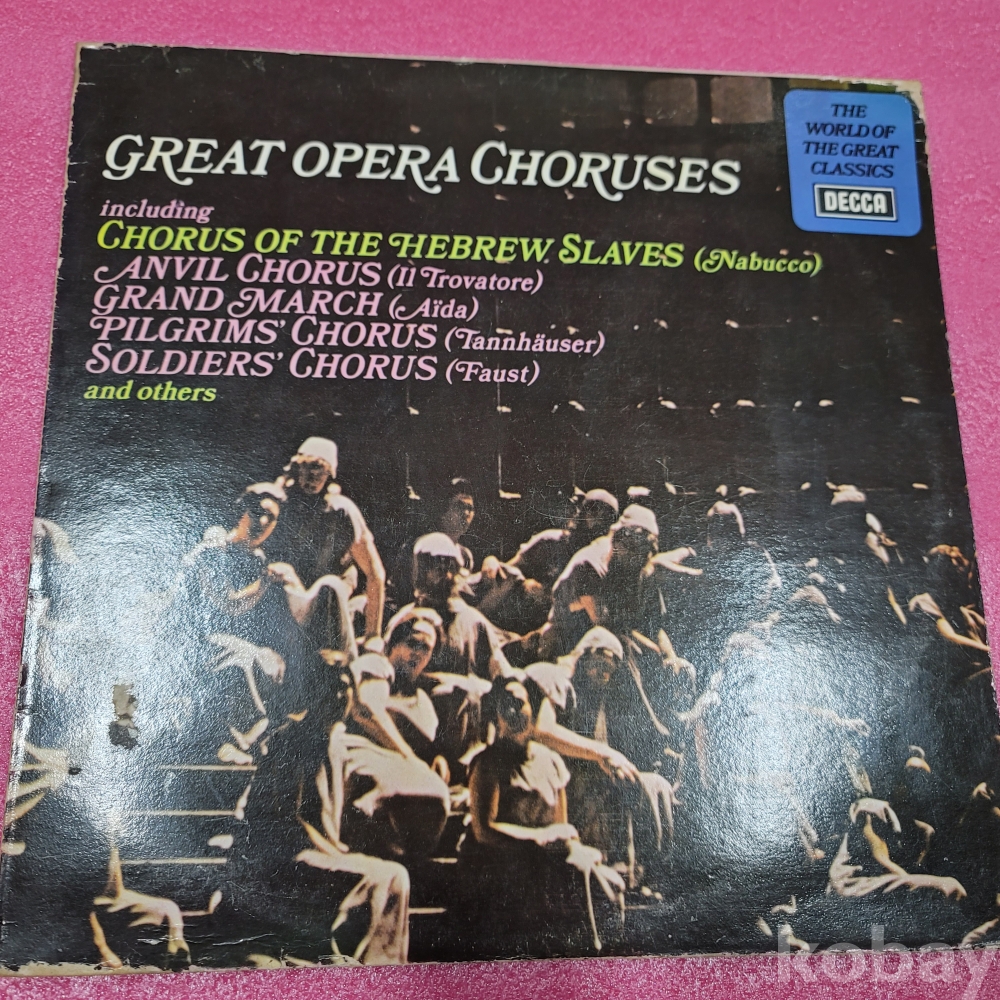 GREAT OPERA CHORUSES
THE
WORLD OF
THE GREAT
CLASSICS
DECCA
including
CHORUS OF THE HEBREW SLAVES (Nabucco)
ANVIL CHORUS (Il Trovatore)
GRAND MARCH (Aïda)
PILGRIMS' CHORUS (Tannhäuser)
SOLDIERS' CHORUS (Faust)
and others
kobay